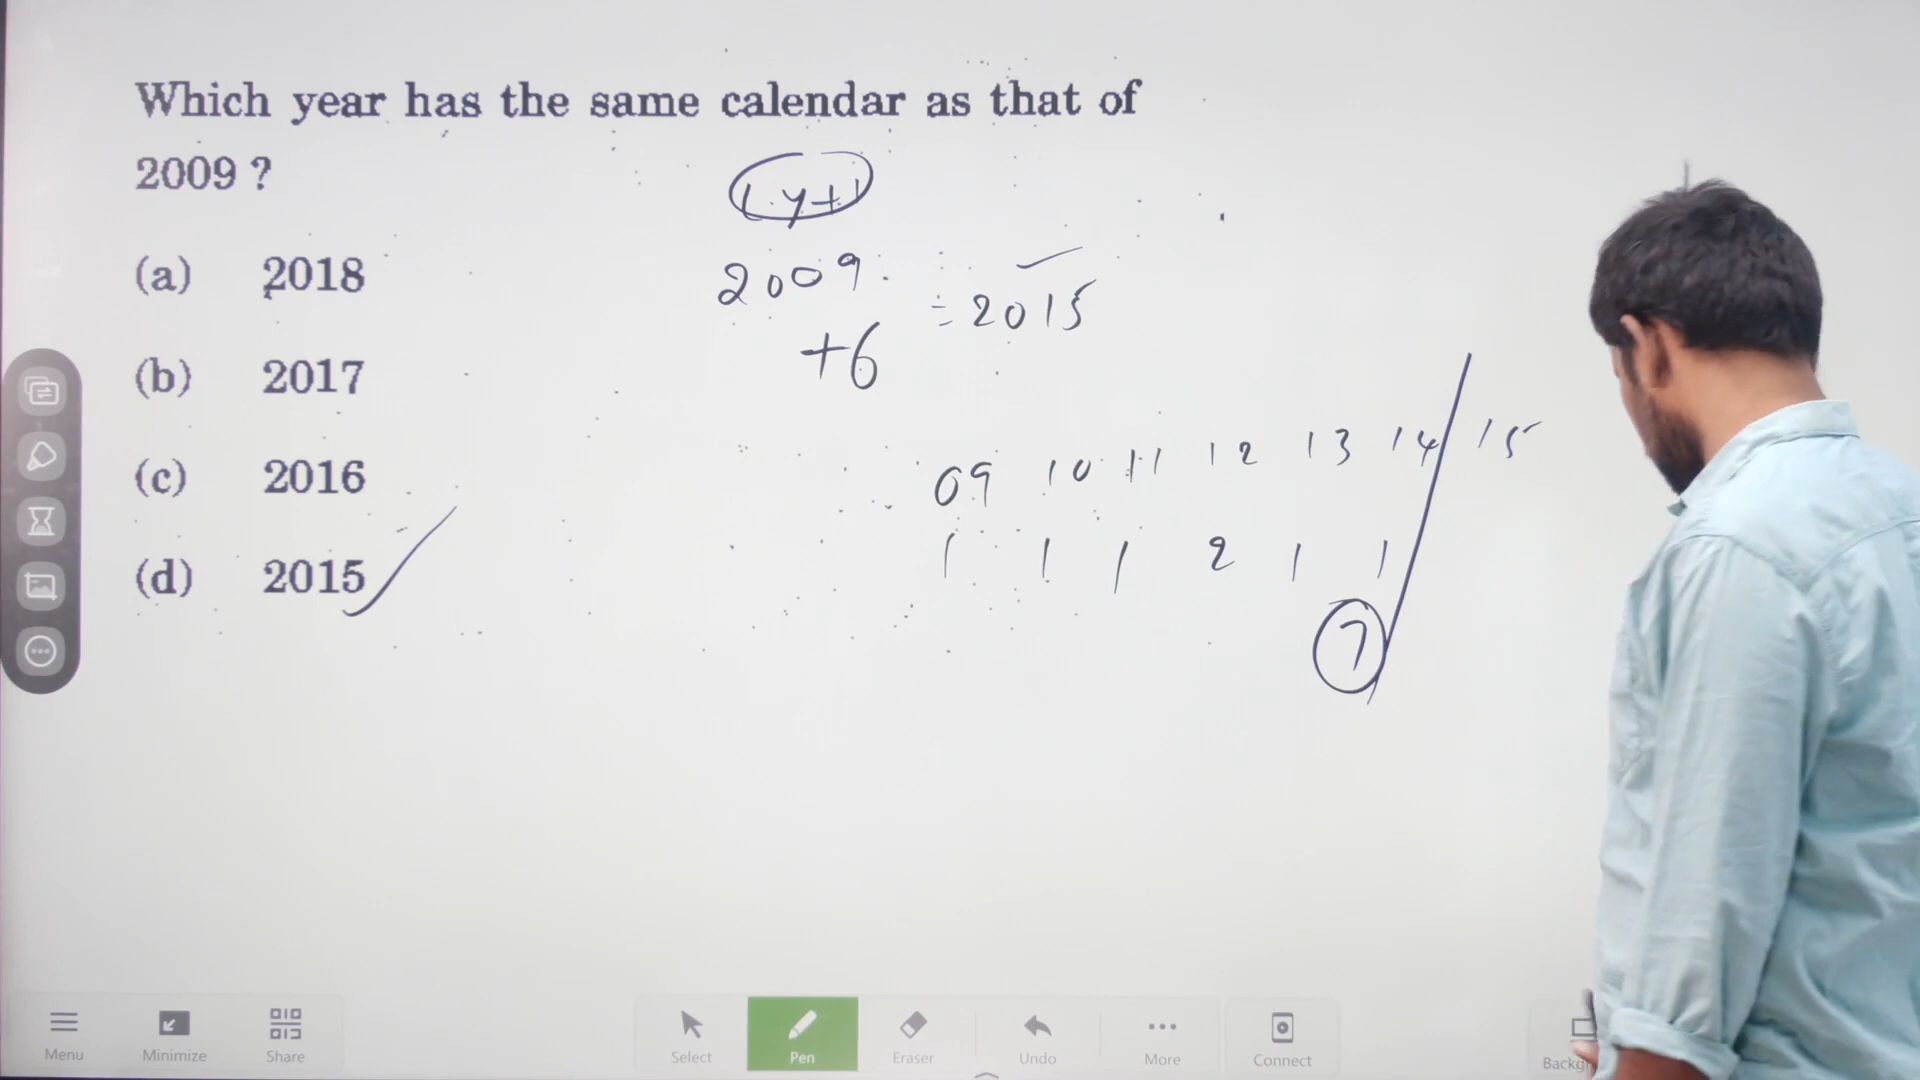 Which year has the same calendar as that of
2009 ?
L.y+1
(a) 2018
2009
+6
= 2015
(b) 2017
(c) 2016
09 10 11 12 13 14 15
1 1 1 2 1 1
(d) 2015
7
Menu
Minimize
Share
Select
Pen
Eraser
Undo
More
Connect